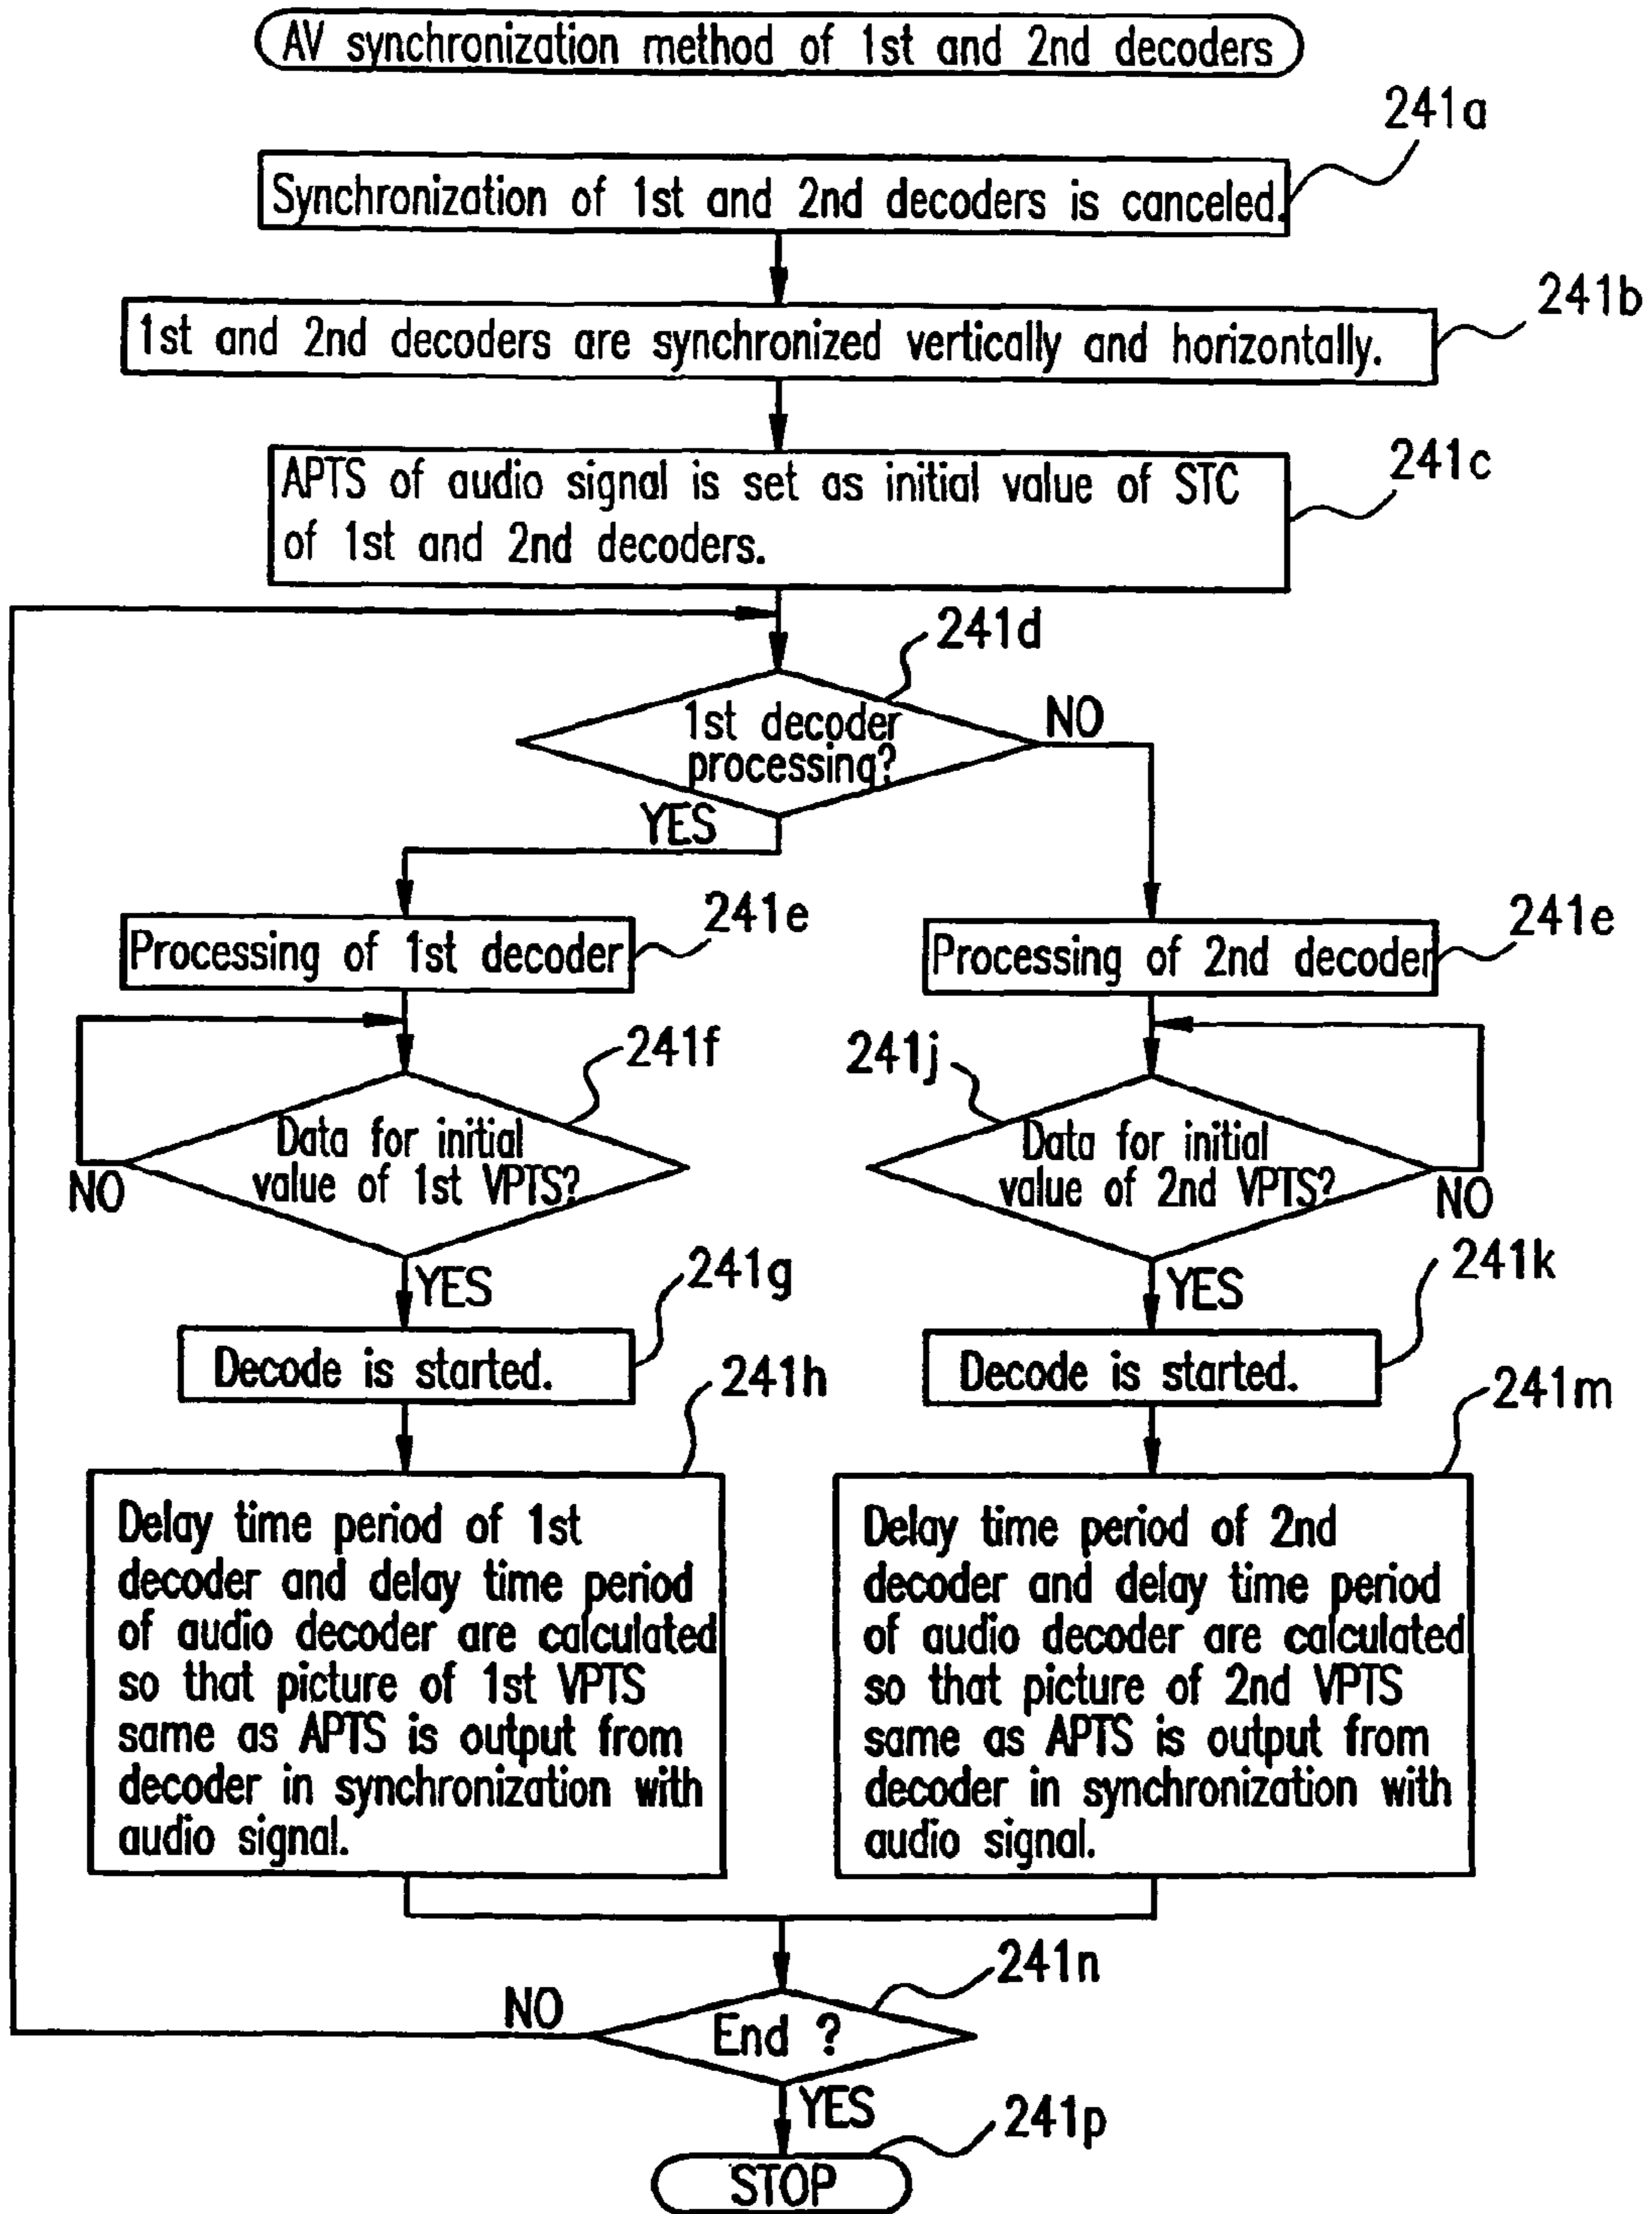 AV synchronization method of 1st and 2nd decoders
241a
Synchronization of 1st and 2nd decoders is canceled.
241b
1st and 2nd decoders are synchronized vertically and horizontally.
241c
APTS of audio signal is set as initial value of STC
of 1st and 2nd decoders.
241d
1st decoder
processing?
NO
YES
241e
Processing of 1st decoder
241e
Processing of 2nd decoder
241f
Data for initial
value of 1st VPTS?
NO
YES
241j
Data for initial
value of 2nd VPTS?
NO
YES
241g
Decode is started.
241k
Decode is started.
241h
Delay time period of 1st
decoder and delay time period
of audio decoder are calculated
so that picture of 1st VPTS
same as APTS is output from
decoder in synchronization with
audio signal.
241m
Delay time period of 2nd
decoder and delay time period
of audio decoder are calculated
so that picture of 2nd VPTS
same as APTS is output from
decoder in synchronization with
audio signal.
241n
End ?
NO
YES
241p
STOP